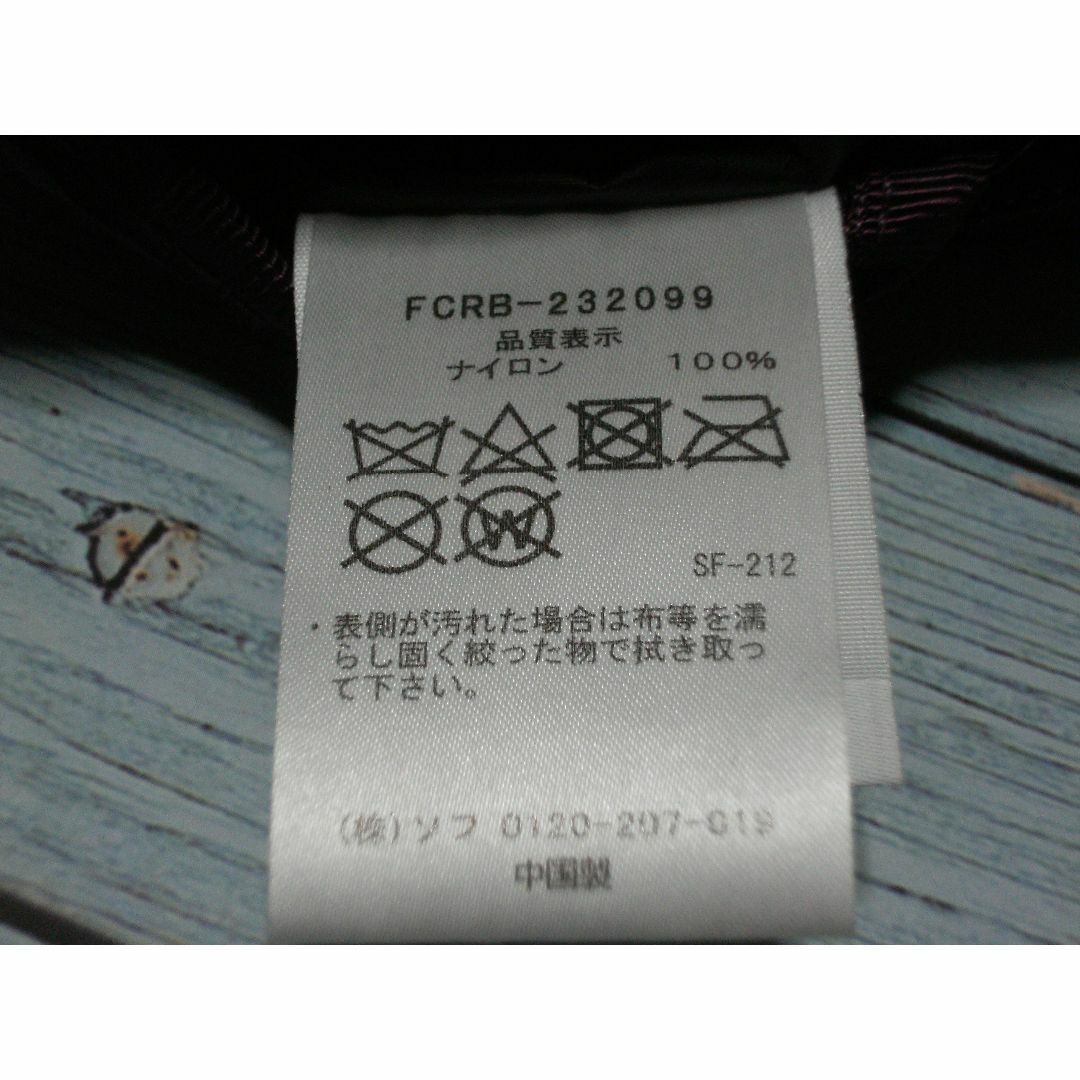 FCRB-232099
品質表示
ナイロン 100%
W
SF-212
・表側が汚れた場合は布等を濡
らし固く絞った物で拭き取っ
て下さい。
(株)ソフ 0120-207-619
中国製